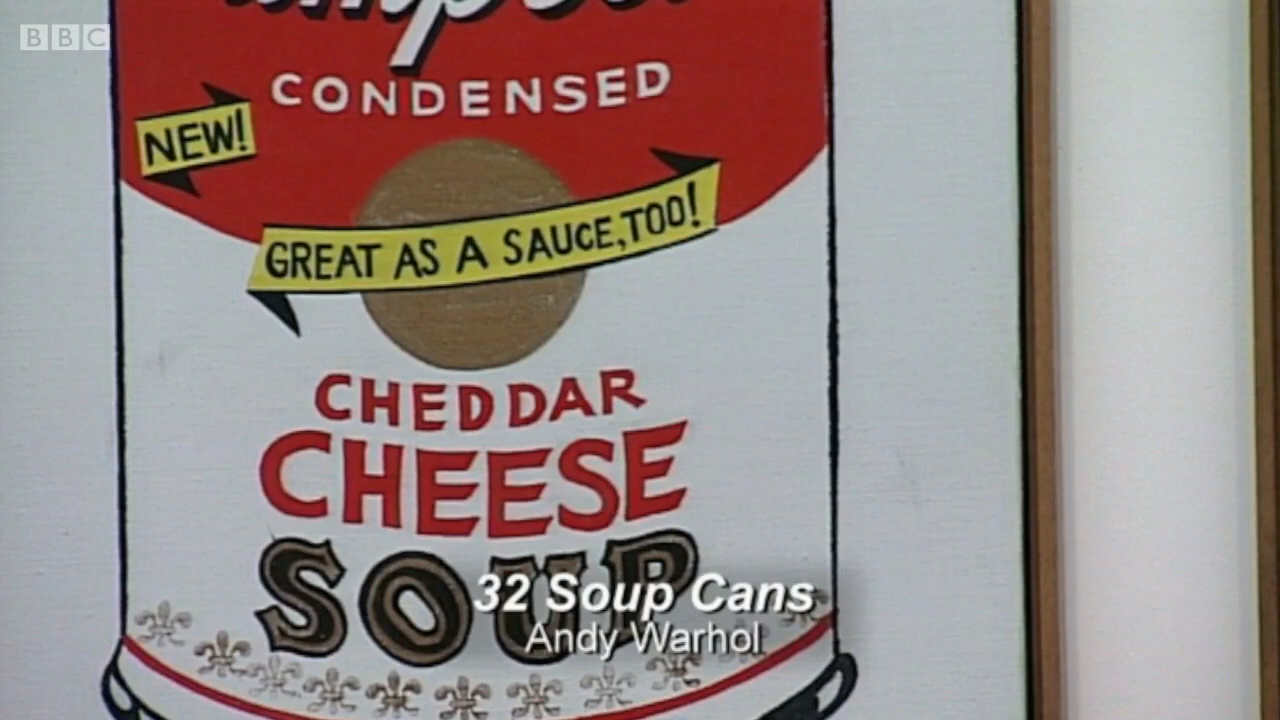 BBC
CONDENSED
NEW!
GREAT AS A SAUCE, TOO!
CHEDDAR
CHEESE
SOUP
32 Soup Cans
Andy Warhol